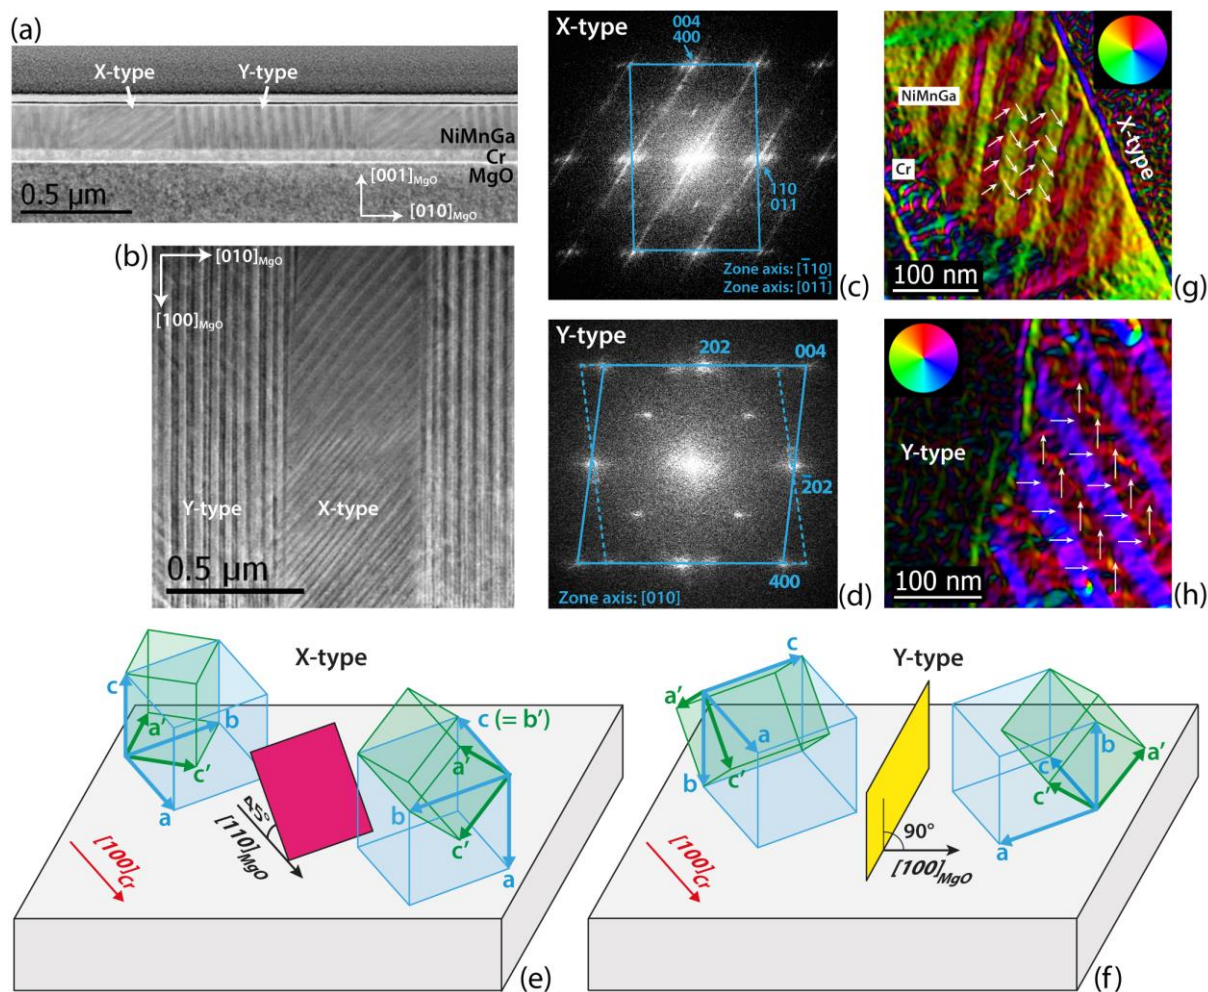 (a)
X-type
Y-type
NiMnGa
Cr
MgO
0.5 µm
[001]MgO
[010]MgO
(b)
[010]MgO
[100]MgO
Y-type
X-type
0.5 µm
X-type
004
400
110
011
Zone axis: [1̄10]
Zone axis: [011̄]
(c)
Y-type
202
004
2̄02
400
Zone axis: [010]
(d)
NiMnGa
Cr
X-type
100 nm
(g)
Y-type
100 nm
(h)
X-type
c
a'
b
c'
a
45°
[110]MgO
[100]Cr
c (= b')
a'
b
c'
a
(e)
Y-type
a'
c
a
b
c'
[100]Cr
90°
[100]MgO
b
a'
c
c'
a
(f)